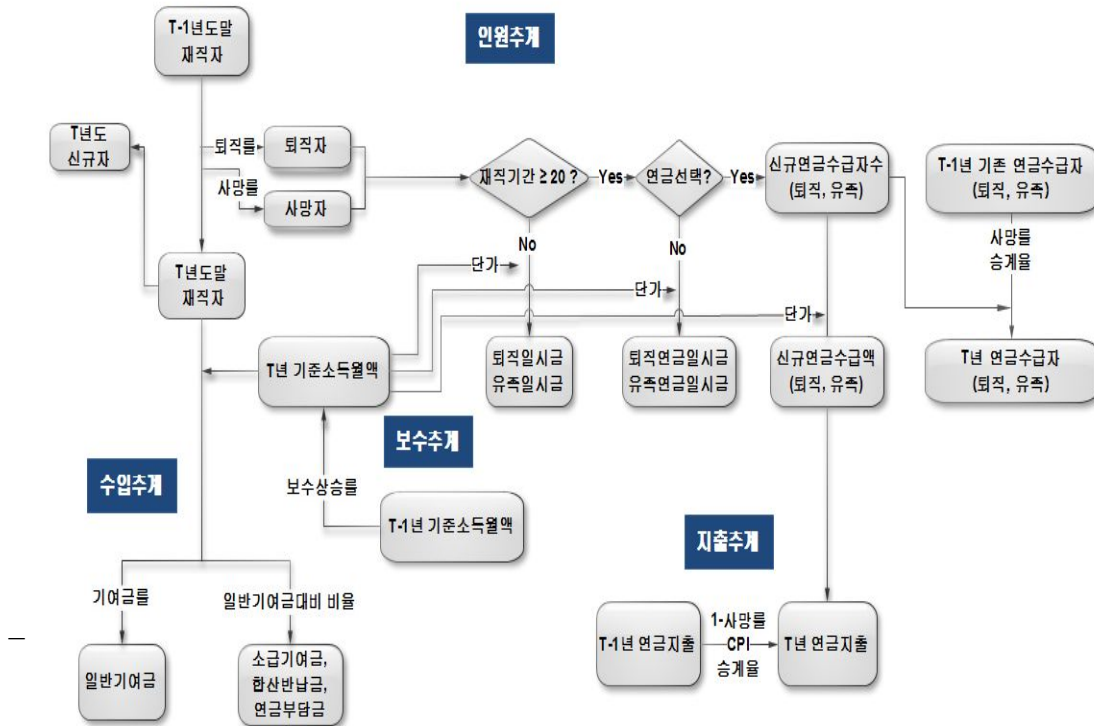 T-1년도말
재직자
인원추계
T년도
신규자
퇴직률
퇴직자
사망률
사망자
재직기간 ≥ 20 ?
Yes
연금선택?
Yes
신규연금수급자수
(퇴직, 유족)
T-1년 기존 연금수급자
(퇴직, 유족)
No
No
사망률
승계율
T년도말
재직자
단가
단가
단가
T년 기준소득월액
퇴직일시금
유족일시금
퇴직연금일시금
유족연금일시금
신규연금수급액
(퇴직, 유족)
T년 연금수급자
(퇴직, 유족)
보수추계
수입추계
보수상승률
T-1년 기준소득월액
지출추계
기여금률
일반기여금대비 비율
일반기여금
소급기여금,
합산반납금,
연금부담금
T-1년 연금지출
1-사망률
CPI
승계율
T년 연금지출